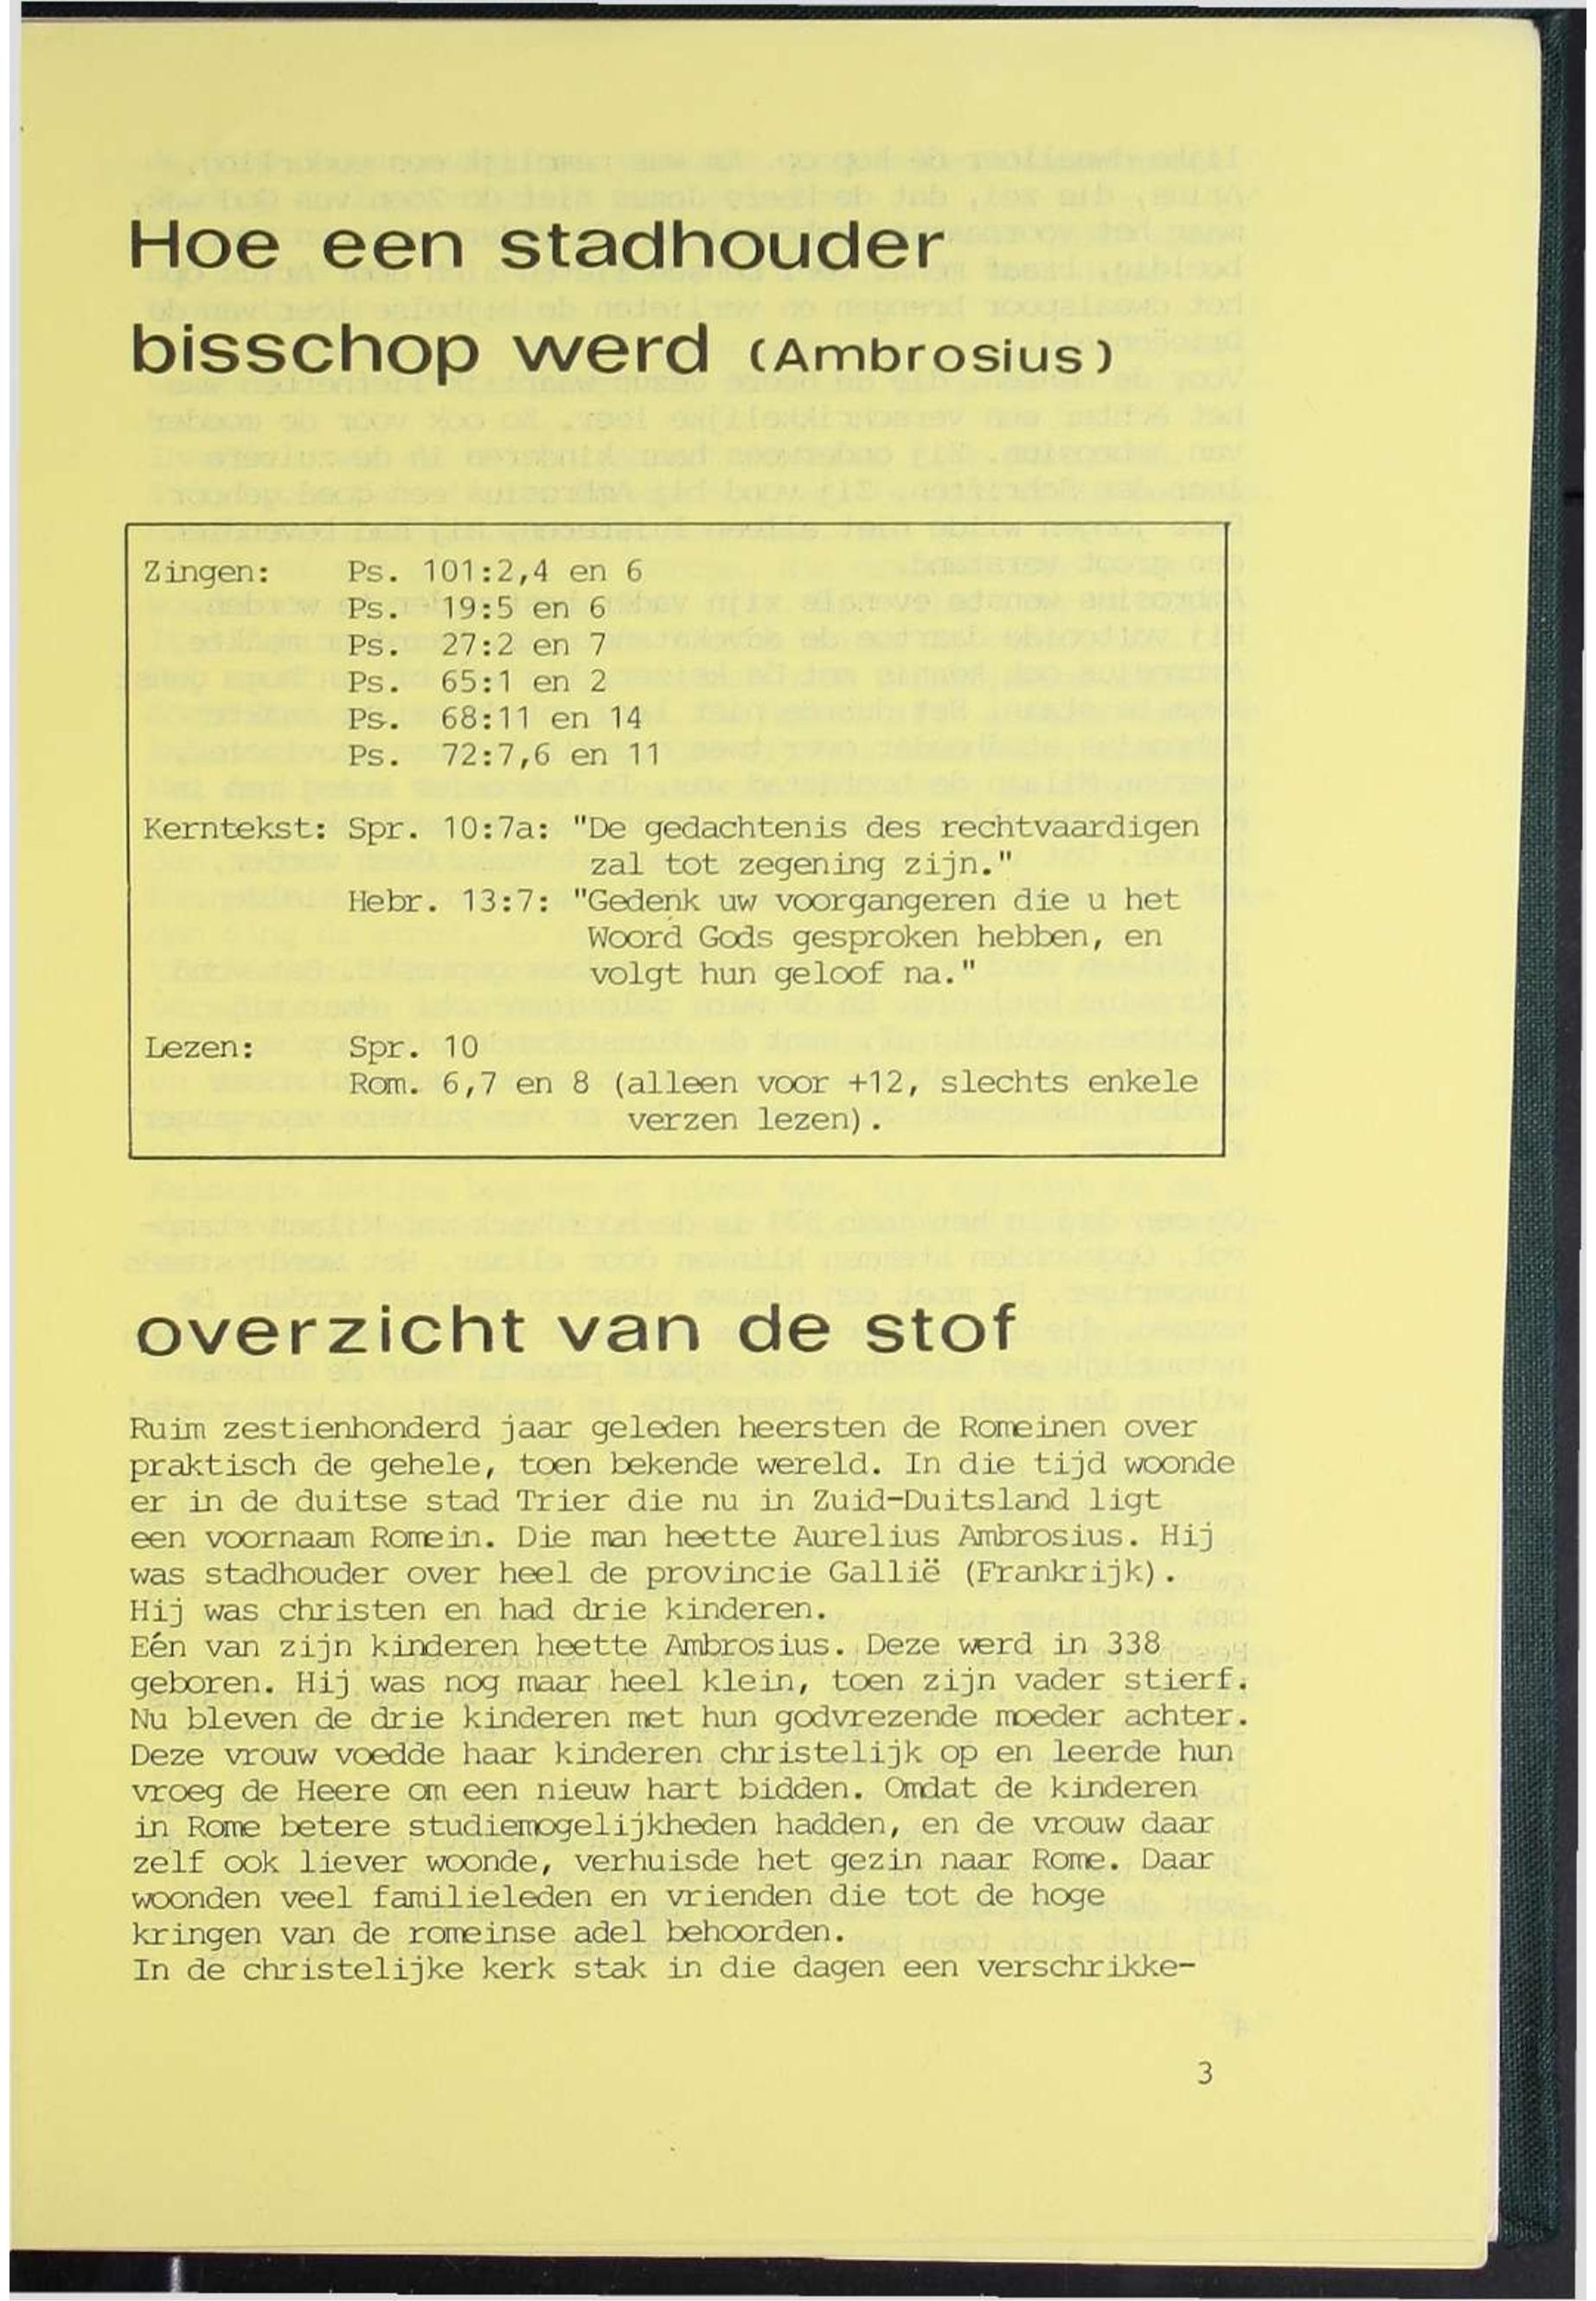 Hoe een stadhouder
bisschop werd (Ambrosius)
Zingen: Ps. 101:2,4 en 6
Ps. 19:5 en 6
Ps. 27:2 en 7
Ps. 65:1 en 2
Ps. 68:11 en 14
Ps. 72:7,6 en 11
Kerntekst: Spr. 10:7a: "De gedachtenis des rechtvaardigen
zal tot zegening zijn."
Hebr. 13:7: "Gedenk uw voorgangeren die u het
Woord Gods gesproken hebben, en
volgt hun geloof na."
Lezen: Spr. 10
Rom. 6,7 en 8 (alleen voor +12, slechts enkele
verzen lezen).
overzicht van de stof
Ruim zestienhonderd jaar geleden heersten de Romeinen over
praktisch de gehele, toen bekende wereld. In die tijd woonde
er in de duitse stad Trier die nu in Zuid-Duitsland ligt
een voornaam Romein. Die man heette Aurelius Ambrosius. Hij
was stadhouder over heel de provincie Gallië (Frankrijk).
Hij was christen en had drie kinderen.
Eén van zijn kinderen heette Ambrosius. Deze werd in 338
geboren. Hij was nog maar heel klein, toen zijn vader stierf.
Nu bleven de drie kinderen met hun godvrezende moeder achter.
Deze vrouw voedde haar kinderen christelijk op en leerde hun
vroeg de Heere om een nieuw hart bidden. Omdat de kinderen
in Rome betere studiemogelijkheden hadden, en de vrouw daar
zelf ook liever woonde, verhuisde het gezin naar Rome. Daar
woonden veel familieleden en vrienden die tot de hoge
kringen van de romeinse adel behoorden.
In de christelijke kerk stak in die dagen een verschrikke-
3